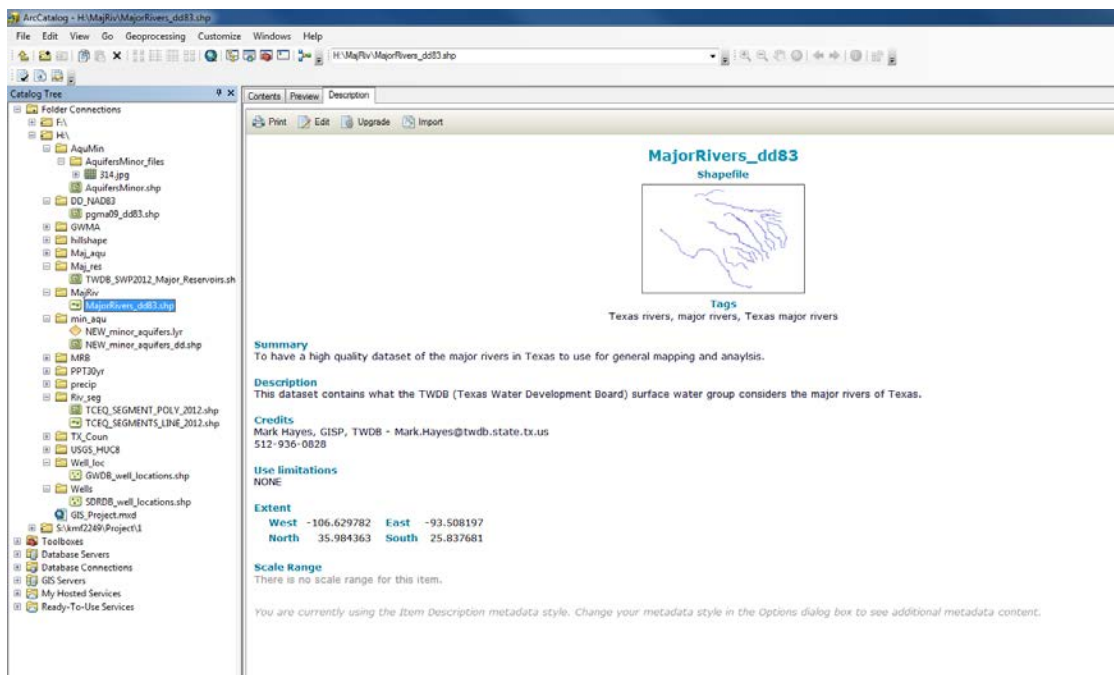 ArcCatalog - H:\MajRiv\MajorRivers_dd83.shp
File Edit View Go Geoprocessing Customize Windows Help
H:\MajRiv\MajorRivers_dd83.shp
Catalog Tree
Folder Connections
F:\
H:\
AquMin
AquifersMinor_files
314.jpg
AquifersMinor.shp
DD_NAD83
pgma09_dd83.shp
GWMA
hillshape
Maj_aqu
Maj_res
TWDB_SWP2012_Major_Reservoirs.sh
MajRiv
MajorRivers_dd83.shp
min_aqu
NEW_minor_aquifers.lyr
NEW_minor_aquifers_dd.shp
MRB
PPT30yr
precip
Riv_seg
TCEQ_SEGMENT_POLY_2012.shp
TCEQ_SEGMENTS_LINE_2012.shp
TX_Coun
USGS_HUC8
Well_loc
GWDB_well_locations.shp
Wells
SDRDB_well_locations.shp
GIS_Project.mxd
S:\kmf2249\Project\1
Toolboxes
Database Servers
Database Connections
GIS Servers
My Hosted Services
Ready-To-Use Services
Contents Preview Description
Print Edit Upgrade Import
MajorRivers_dd83
Shapefile
Tags
Texas rivers, major rivers, Texas major rivers
Summary
To have a high quality dataset of the major rivers in Texas to use for general mapping and anaylsis.
Description
This dataset contains what the TWDB (Texas Water Development Board) surface water group considers the major rivers of Texas.
Credits
Mark Hayes, GISP, TWDB - Mark.Hayes@twdb.state.tx.us
512-936-0828
Use limitations
NONE
Extent
West -106.629782 East -93.508197
North 35.984363 South 25.837681
Scale Range
There is no scale range for this item.
You are currently using the Item Description metadata style. Change your metadata style in the Options dialog box to see additional metadata content.